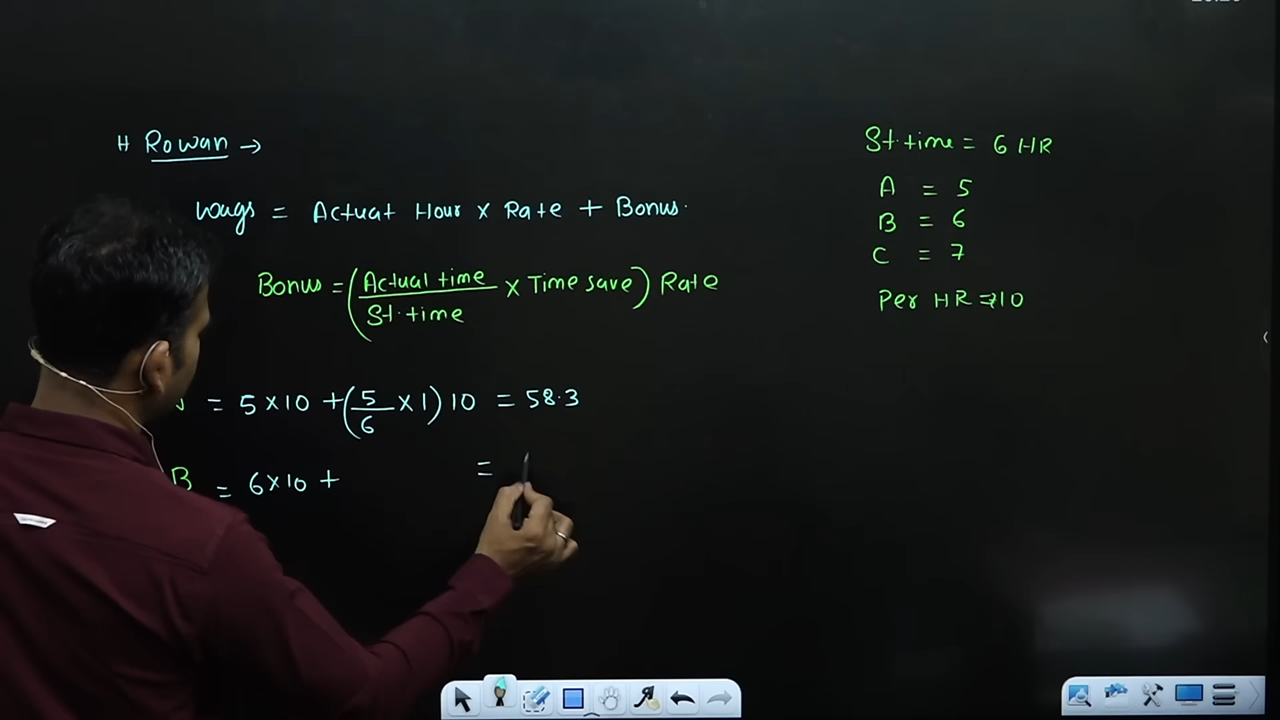 # Rowan →
Wags = Actual Hour × Rate + Bonus.
Bonus = (Actual time / St. time × Time save) Rate
= 5×10 + (5/6 ×1) 10 = 58.3
B = 6×10 + =
St. time = 6 HR
A = 5
B = 6
C = 7
Per HR = 10